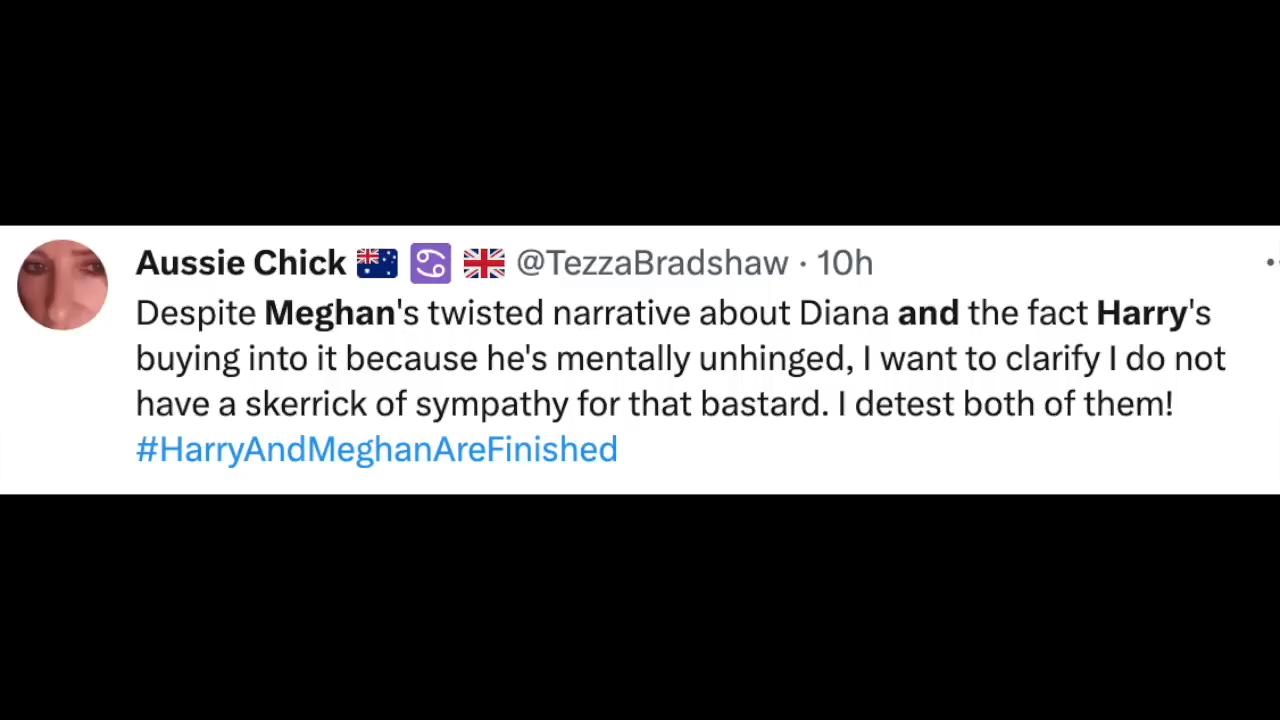 Aussie Chick 🇦🇺 ♋ 🇬🇧 @TezzaBradshaw · 10h
Despite Meghan's twisted narrative about Diana and the fact Harry's
buying into it because he's mentally unhinged, I want to clarify I do not
have a skerrick of sympathy for that bastard. I detest both of them!
#HarryAndMeghanAreFinished